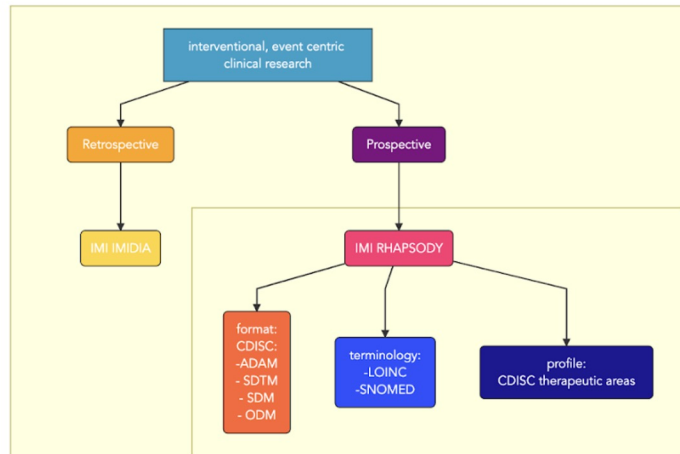 interventional, event centric
clinical research
Retrospective
Prospective
IMI IMIDIA
IMI RHAPSODY
format:
CDISC:
-ADAM
- SDTM
- SDM
- ODM
terminology:
-LOINC
-SNOMED
profile:
CDISC therapeutic areas